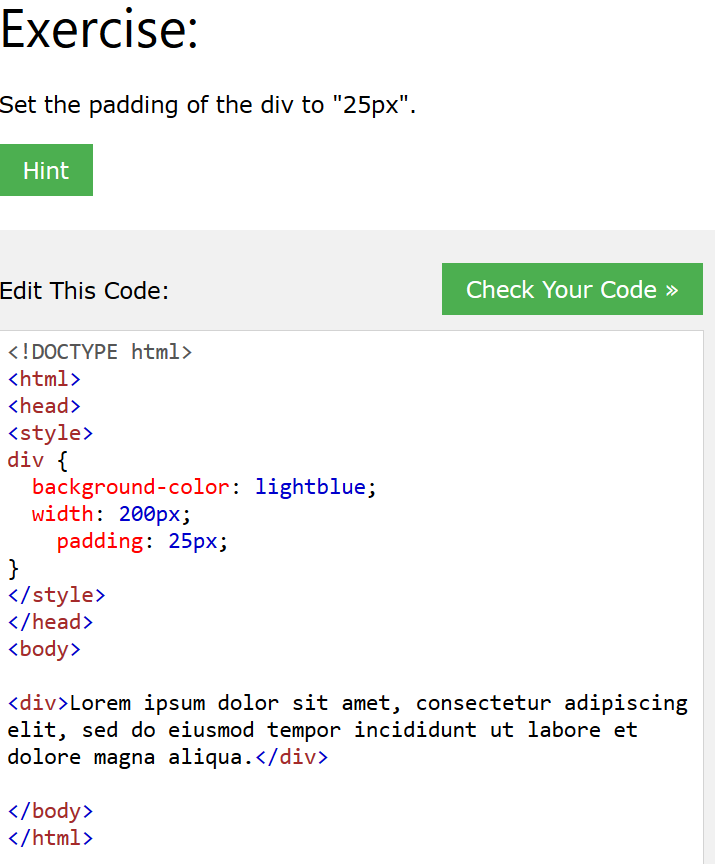 Exercise:
Set the padding of the div to "25px".
Hint
Edit This Code:
Check Your Code »
<!DOCTYPE html>
<html>
<head>
<style>
div {
  background-color: lightblue;
  width: 200px;
    padding: 25px;
}
</style>
</head>
<body>

<div>Lorem ipsum dolor sit amet, consectetur adipiscing
elit, sed do eiusmod tempor incididunt ut labore et
dolore magna aliqua.</div>

</body>
</html>